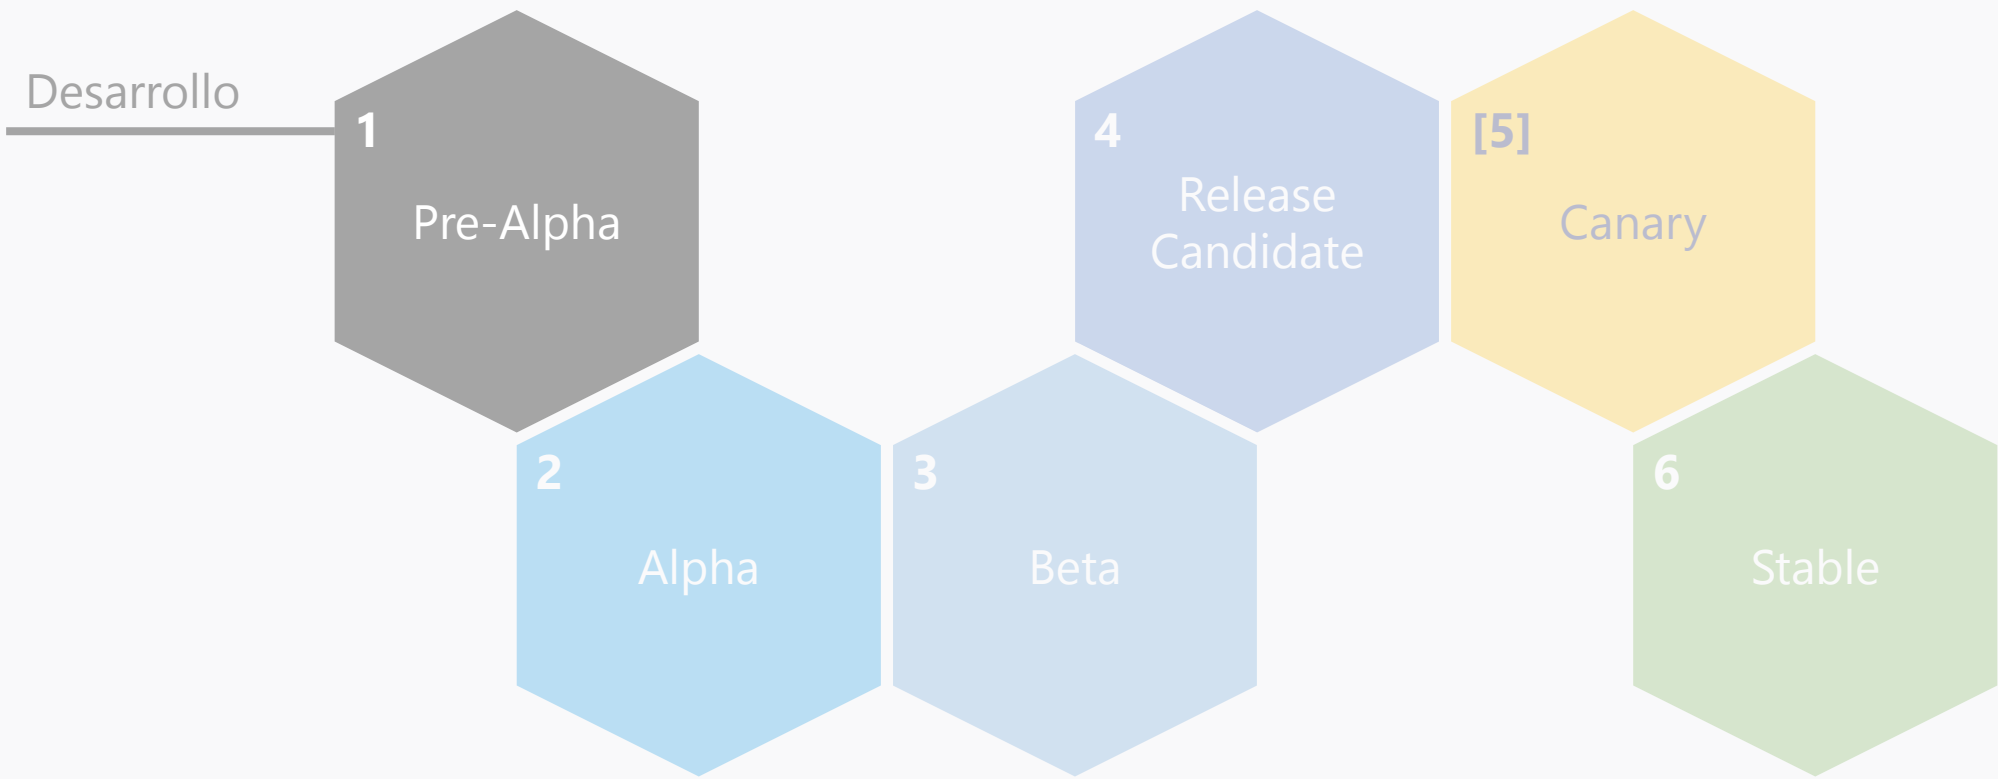 Desarrollo
1
Pre-Alpha
2
Alpha
3
Beta
4
Release
Candidate
[5]
Canary
6
Stable